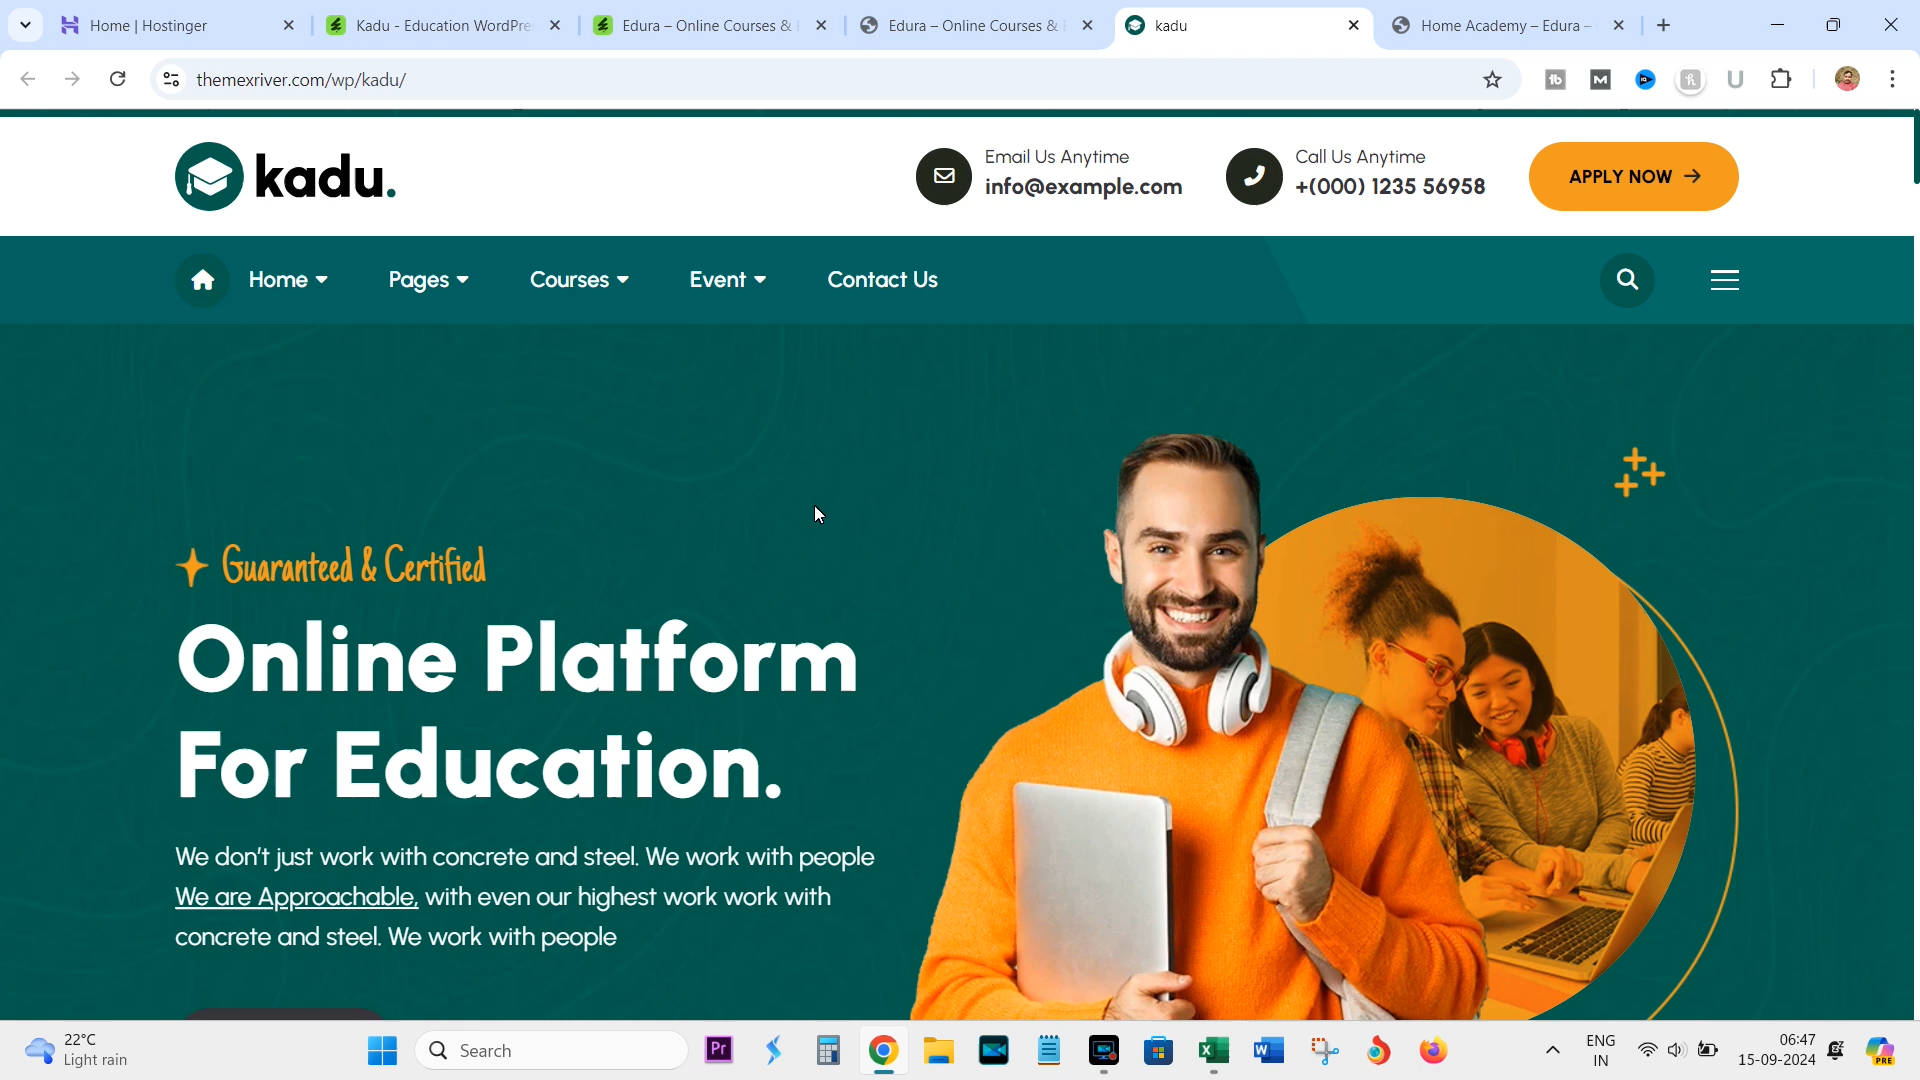 Home | Hostinger
Kadu - Education WordPre
Edura – Online Courses &
Edura – Online Courses &
kadu
Home Academy – Edura –
themexriver.com/wp/kadu/
kadu.
Email Us Anytime
info@example.com
Call Us Anytime
+(000) 1235 56958
APPLY NOW
Home
Pages
Courses
Event
Contact Us
Guaranteed & Certified
Online Platform
For Education.
We don't just work with concrete and steel. We work with people
We are Approachable, with even our highest work work with
concrete and steel. We work with people
22°C
Light rain
Search
Pr
ENG
IN
06:47
15-09-2024
PRE